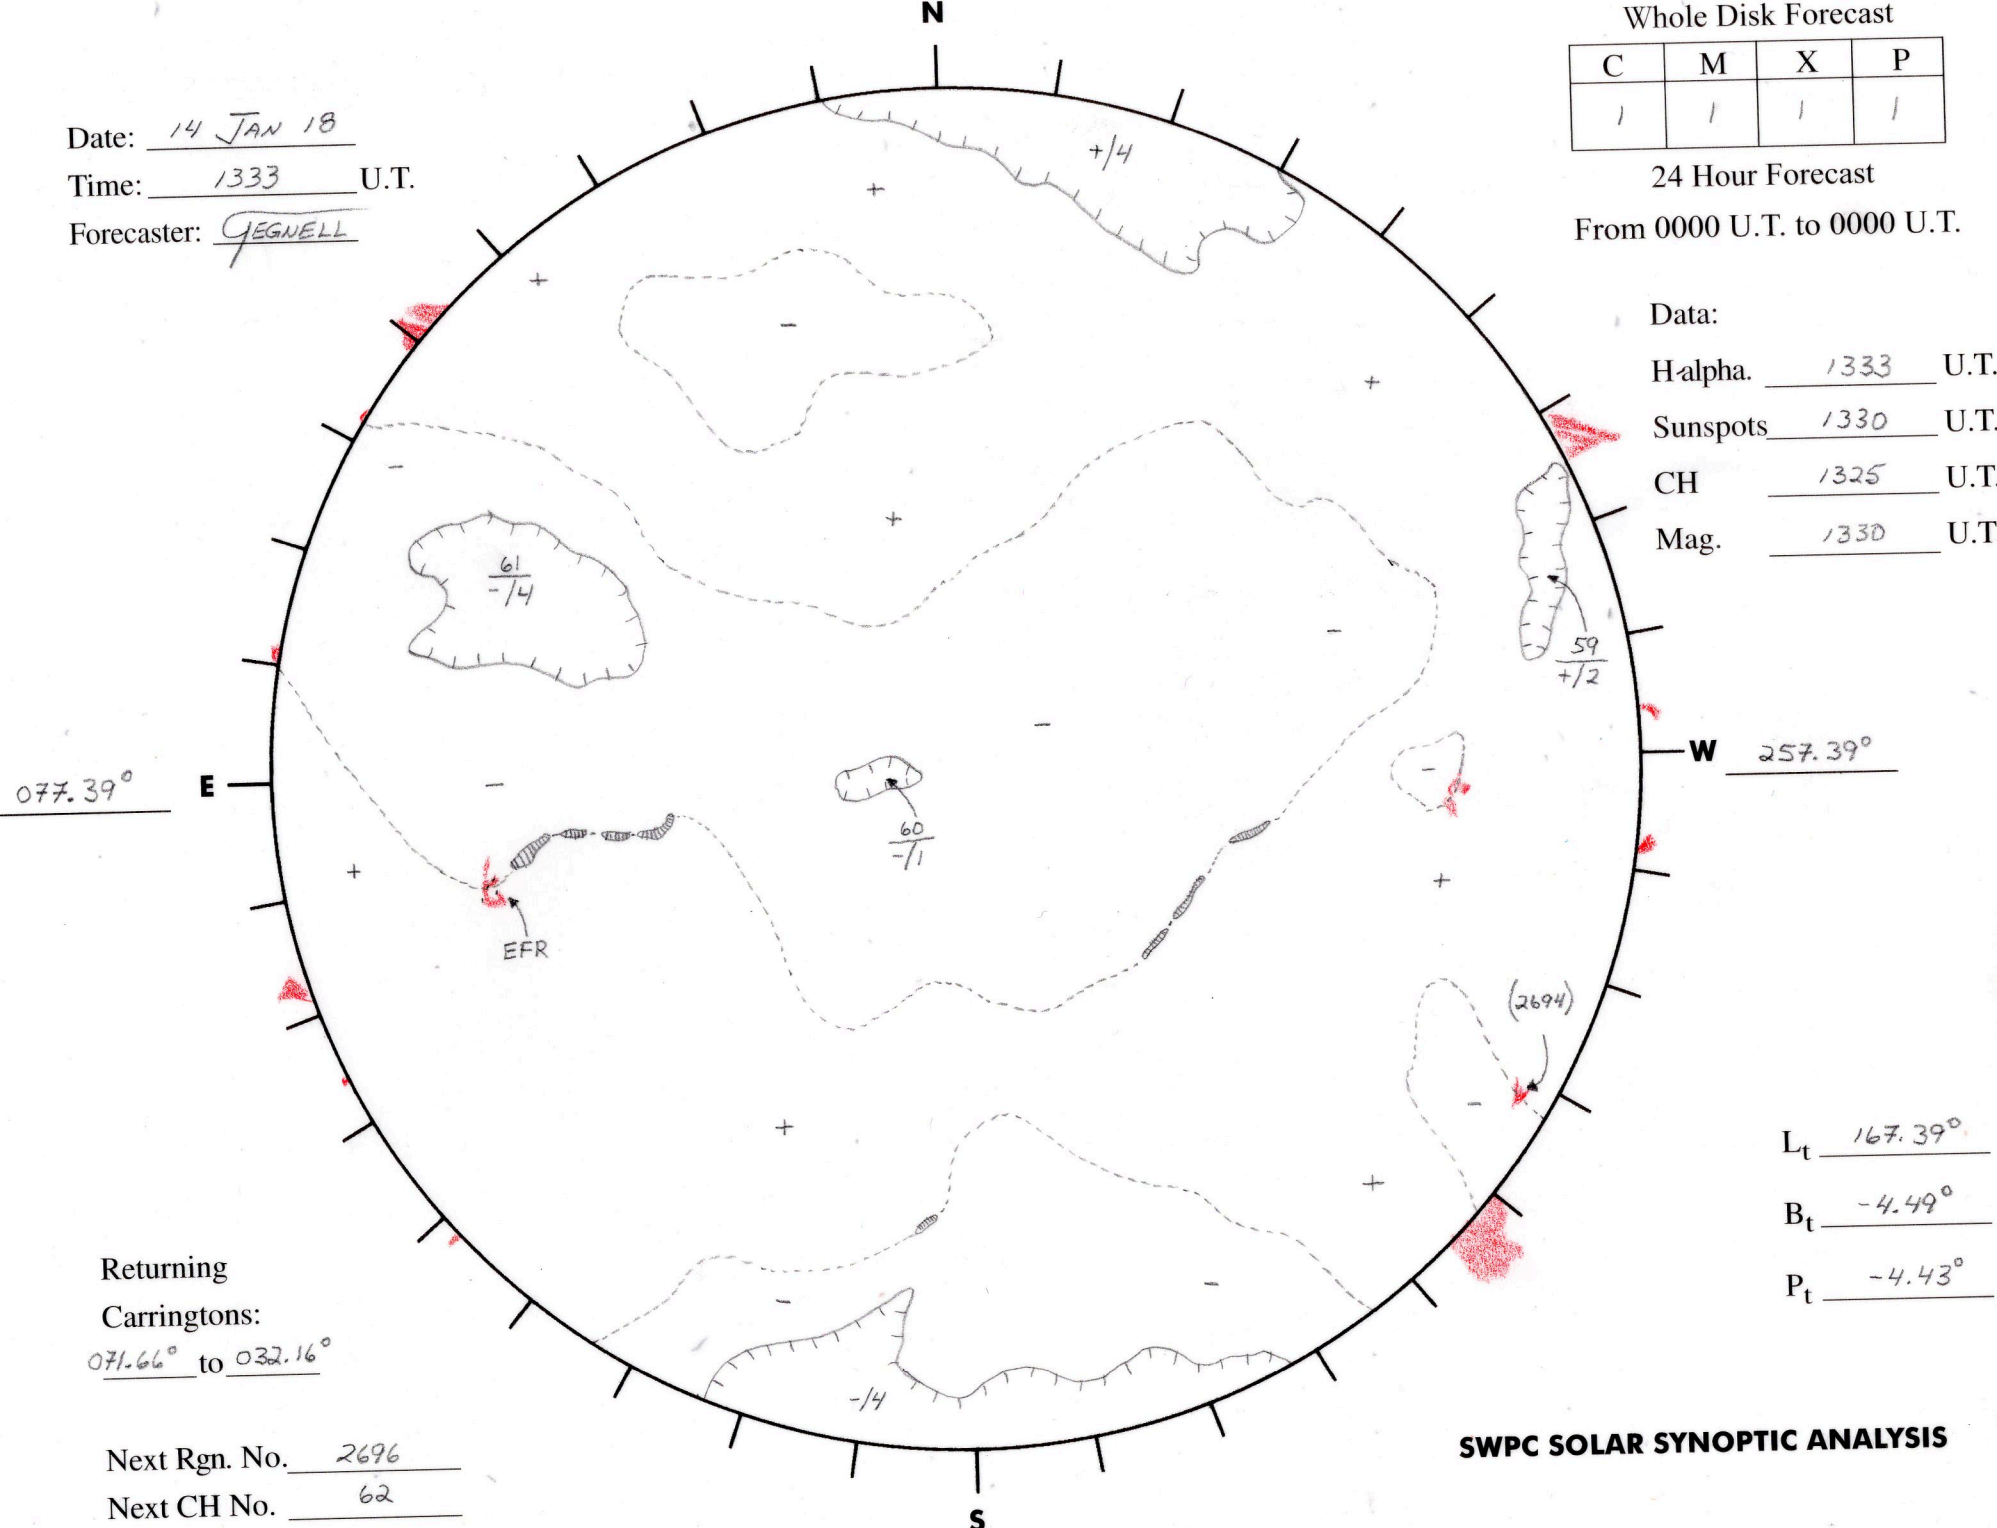 N
Whole Disk Forecast
C M X P
1 1 1 1
24 Hour Forecast
From 0000 U.T. to 0000 U.T.
Date: 14 JAN 18
Time: 1333 U.T.
Forecaster: GEGNELL
Data:
H-alpha. 1333 U.T.
Sunspots 1330 U.T.
CH 1325 U.T.
Mag. 1330 U.T
+/4
+
+
-
+
-
+
61
-/4
-
59
+/2
-
077.39° E
-
60
-/1
-
W 257.39°
+
+
EFR
(2694)
-
+
+
Lt 167.39°
Bt -4.49°
Pt -4.43°
-
-
-/4
Returning
Carringtons:
071.66° to 032.16°
Next Rgn. No. 2696
Next CH No. 62
SWPC SOLAR SYNOPTIC ANALYSIS
S